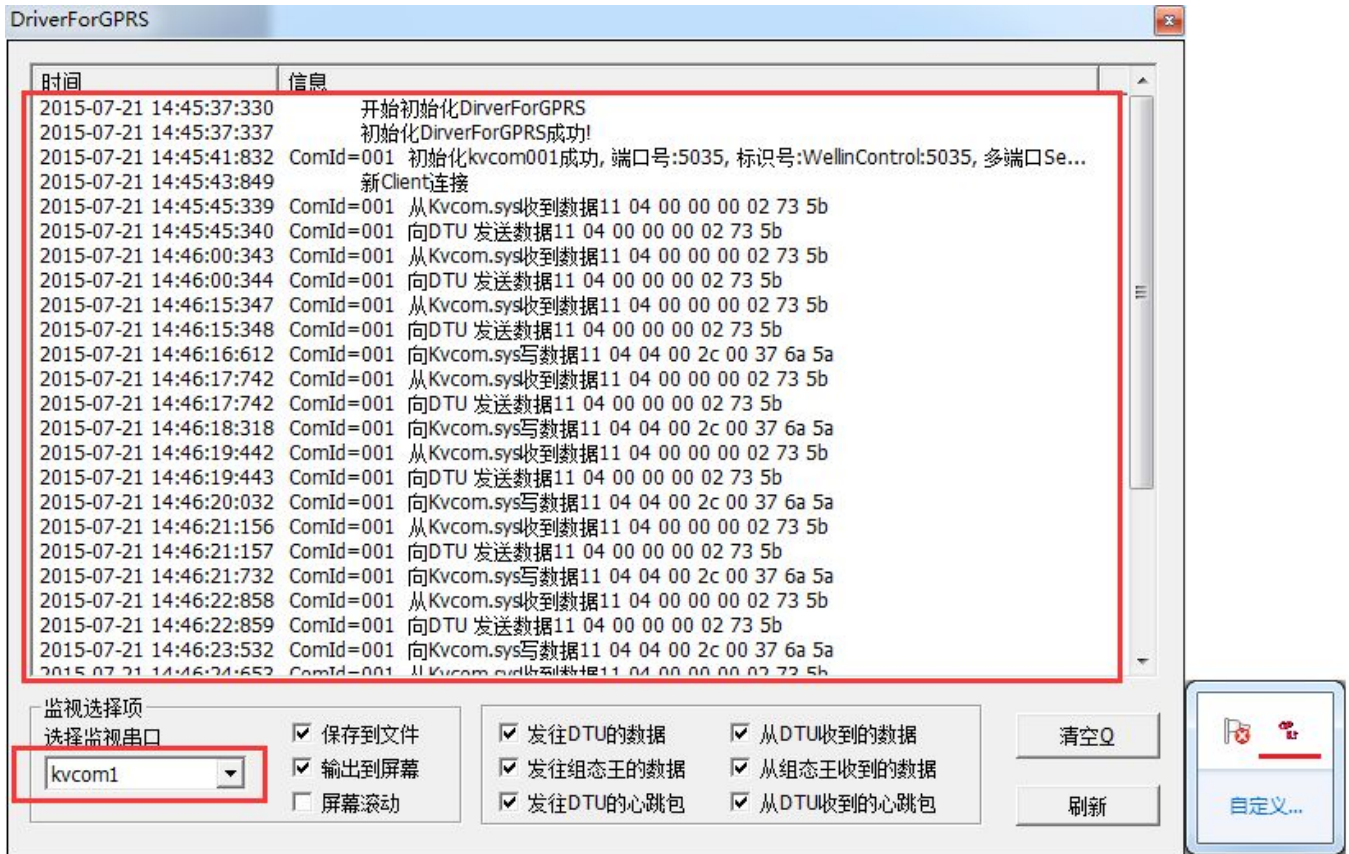 DriverForGPRS
时间 信息
2015-07-21 14:45:37:330 开始初始化DirverForGPRS
2015-07-21 14:45:37:337 初始化DirverForGPRS成功!
2015-07-21 14:45:41:832 ComId=001 初始化kvcom001成功, 端口号:5035, 标识号:WellinControl:5035, 多端口Se...
2015-07-21 14:45:43:849 新Client连接
2015-07-21 14:45:45:339 ComId=001 从Kvcom.sys收到数据11 04 00 00 00 02 73 5b
2015-07-21 14:45:45:340 ComId=001 向DTU 发送数据11 04 00 00 00 02 73 5b
2015-07-21 14:46:00:343 ComId=001 从Kvcom.sys收到数据11 04 00 00 00 02 73 5b
2015-07-21 14:46:00:344 ComId=001 向DTU 发送数据11 04 00 00 00 02 73 5b
2015-07-21 14:46:15:347 ComId=001 从Kvcom.sys收到数据11 04 00 00 00 02 73 5b
2015-07-21 14:46:15:348 ComId=001 向DTU 发送数据11 04 00 00 00 02 73 5b
2015-07-21 14:46:16:612 ComId=001 向Kvcom.sys写数据11 04 04 00 2c 00 37 6a 5a
2015-07-21 14:46:17:742 ComId=001 从Kvcom.sys收到数据11 04 00 00 00 02 73 5b
2015-07-21 14:46:17:742 ComId=001 向DTU 发送数据11 04 00 00 00 02 73 5b
2015-07-21 14:46:18:318 ComId=001 向Kvcom.sys写数据11 04 04 00 2c 00 37 6a 5a
2015-07-21 14:46:19:442 ComId=001 从Kvcom.sys收到数据11 04 00 00 00 02 73 5b
2015-07-21 14:46:19:443 ComId=001 向DTU 发送数据11 04 00 00 00 02 73 5b
2015-07-21 14:46:20:032 ComId=001 向Kvcom.sys写数据11 04 04 00 2c 00 37 6a 5a
2015-07-21 14:46:21:156 ComId=001 从Kvcom.sys收到数据11 04 00 00 00 02 73 5b
2015-07-21 14:46:21:157 ComId=001 向DTU 发送数据11 04 00 00 00 02 73 5b
2015-07-21 14:46:21:732 ComId=001 向Kvcom.sys写数据11 04 04 00 2c 00 37 6a 5a
2015-07-21 14:46:22:858 ComId=001 从Kvcom.sys收到数据11 04 00 00 00 02 73 5b
2015-07-21 14:46:22:859 ComId=001 向DTU 发送数据11 04 00 00 00 02 73 5b
2015-07-21 14:46:23:532 ComId=001 向Kvcom.sys写数据11 04 04 00 2c 00 37 6a 5a
2015-07-21 14:46:24:653 ComId=001 从Kvcom.sys收到数据11 04 00 00 00 02 73 5b
监视选择项
选择监视串口
kvcom1
保存到文件
输出到屏幕
屏幕滚动
发往DTU的数据 从DTU收到的数据
发往组态王的数据 从组态王收到的数据
发往DTU的心跳包 从DTU收到的心跳包
清空Q
刷新
自定义...